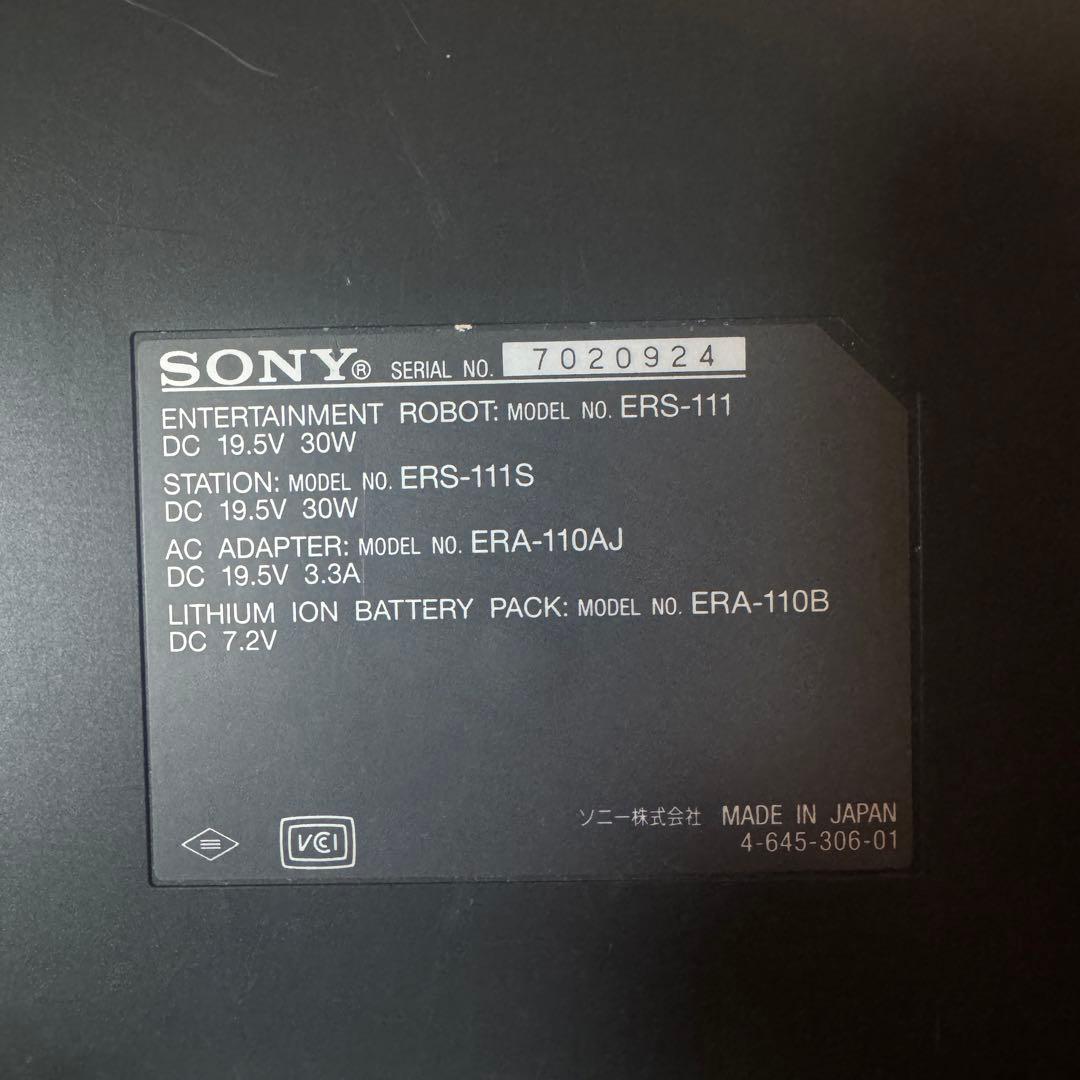 SONY® SERIAL NO. 7020924
ENTERTAINMENT ROBOT: MODEL NO. ERS-111
DC 19.5V 30W
STATION: MODEL NO. ERS-111S
DC 19.5V 30W
AC ADAPTER: MODEL NO. ERA-110AJ
DC 19.5V 3.3A
LITHIUM ION BATTERY PACK: MODEL NO. ERA-110B
DC 7.2V
ソニー株式会社 MADE IN JAPAN
4-645-306-01
VCI